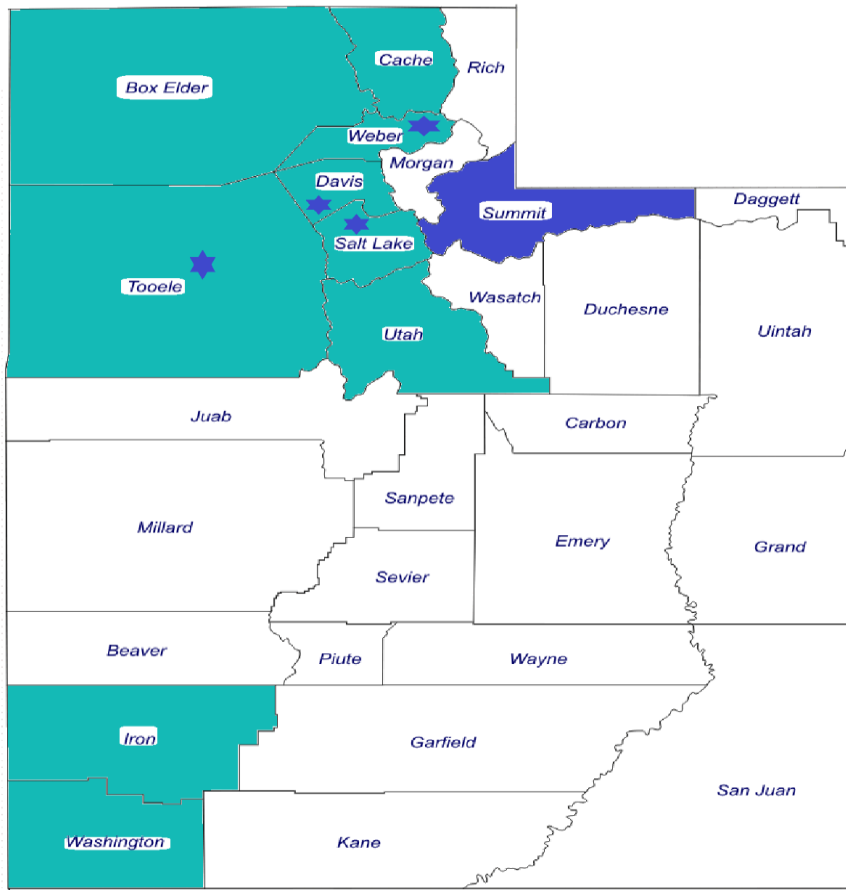 Cache
Rich
Box Elder
Weber
Morgan
Davis
Daggett
Summit
Salt Lake
Tooele
Wasatch
Duchesne
Uintah
Utah
Juab
Carbon
Sanpete
Millard
Emery
Grand
Sevier
Beaver
Piute
Wayne
Iron
Garfield
San Juan
Washington
Kane